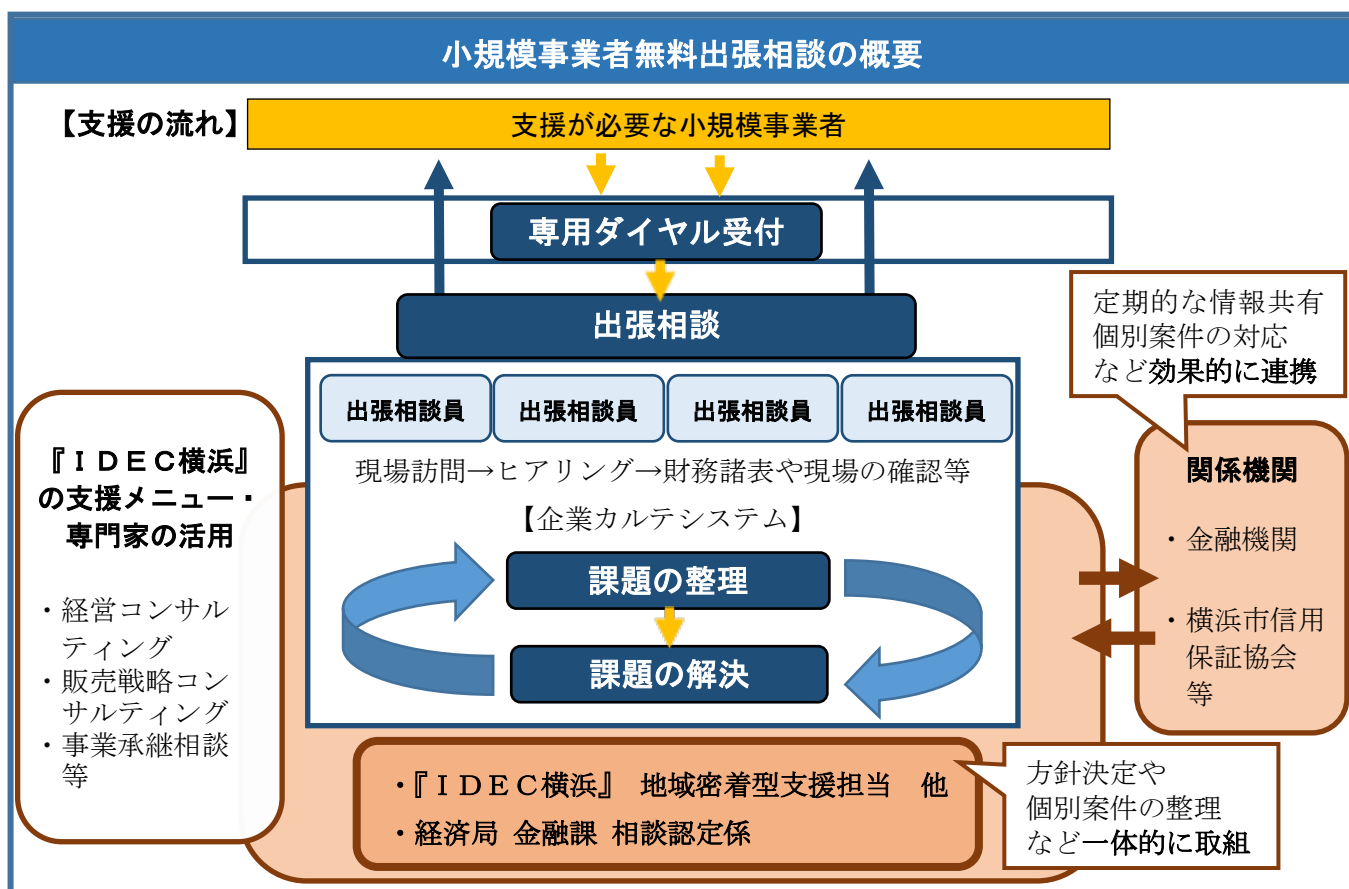 小規模事業者無料出張相談の概要
【支援の流れ】
支援が必要な小規模事業者
専用ダイヤル受付
出張相談
定期的な情報共有
個別案件の対応
など効果的に連携
出張相談員
出張相談員
出張相談員
出張相談員
現場訪問→ヒアリング→財務諸表や現場の確認等
【企業カルテシステム】
課題の整理
課題の解決
『ＩＤＥＣ横浜』
の支援メニュー・
専門家の活用
・経営コンサル
ティング
・販売戦略コン
サルティング
・事業承継相談
等
関係機関
・金融機関
・横浜市信用
保証協会
等
・『ＩＤＥＣ横浜』 地域密着型支援担当　他
・経済局 金融課 相談認定係
方針決定や
個別案件の整理
など一体的に取組